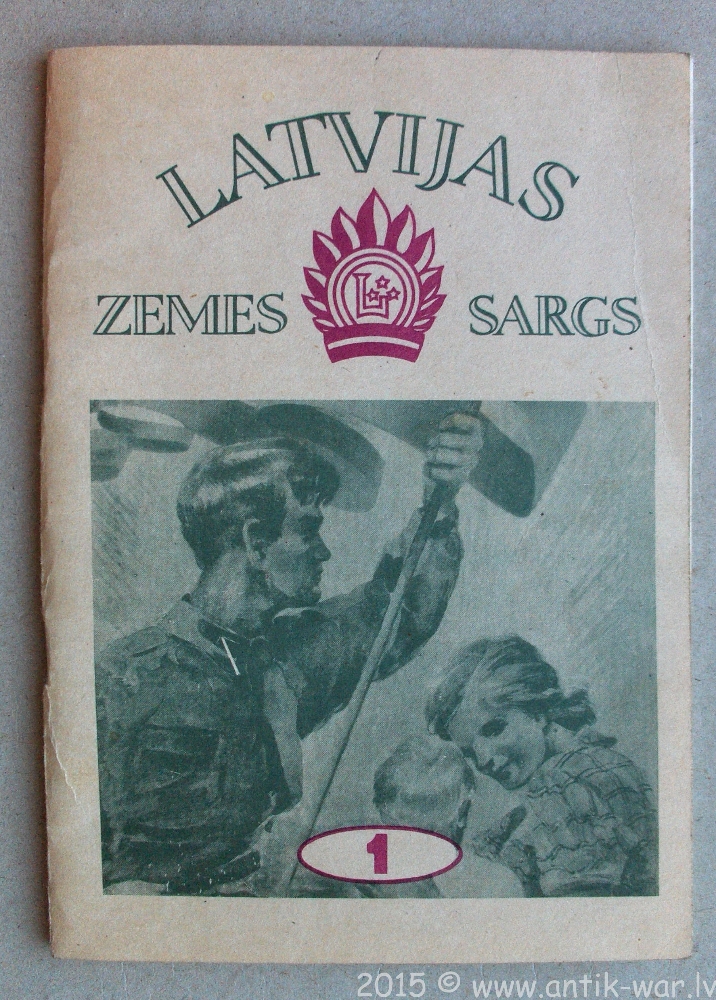 LATVIJAS
ZEMES SARGS
1
2015 © www.antik-war.lv